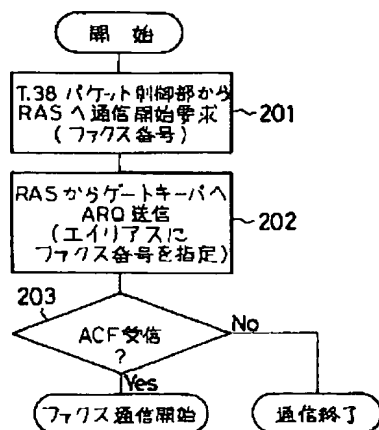 開始
T.38 パケット制御部から
RASへ通信開始要求
(ファクス番号)
201
RASからゲートキーパへ
ARQ送信
(エイリアスに
ファクス番号を指定)
202
203
ACF受信
?
No
Yes
ファクス通信開始
通信終了